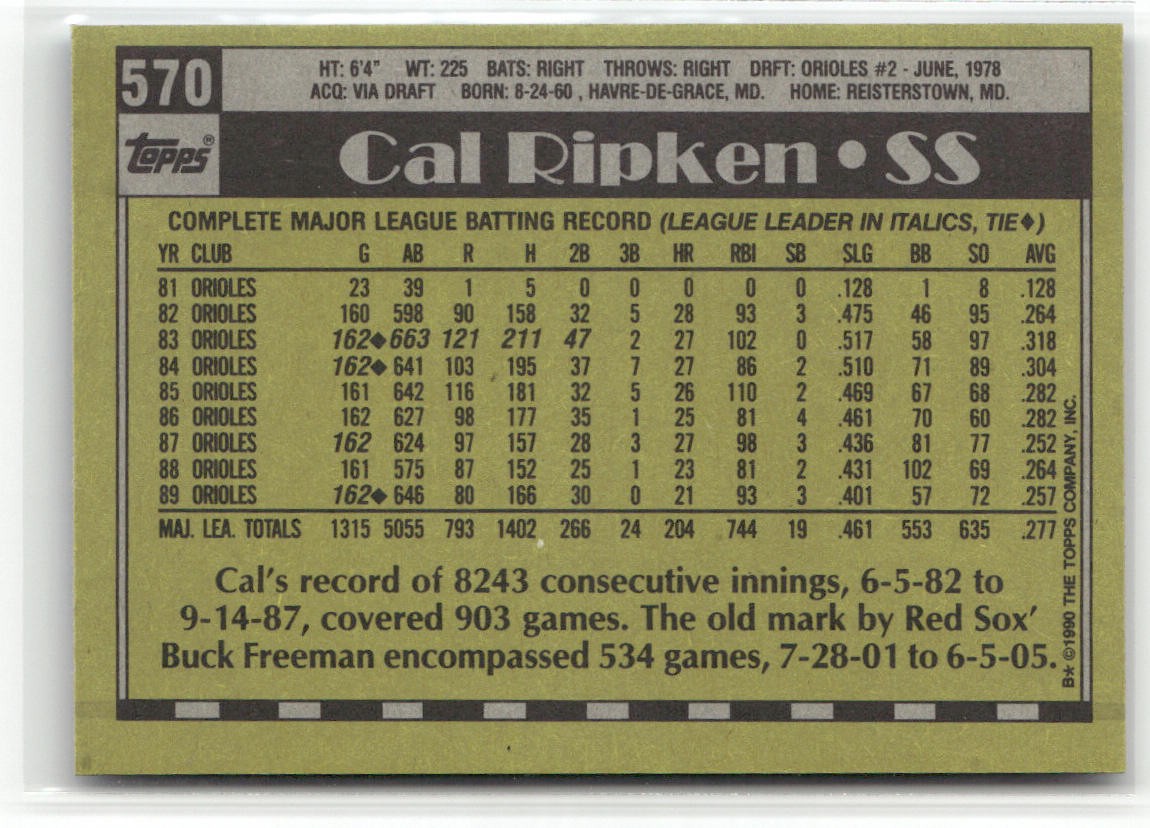 570
HT: 6'4" WT: 225 BATS: RIGHT THROWS: RIGHT DRFT: ORIOLES #2 - JUNE, 1978
ACQ: VIA DRAFT BORN: 8-24-60 , HAVRE-DE-GRACE, MD. HOME: REISTERSTOWN, MD.
Topps®
Cal Ripken • SS
COMPLETE MAJOR LEAGUE BATTING RECORD (LEAGUE LEADER IN ITALICS, TIE♦)
YR CLUB G AB R H 2B 3B HR RBI SB SLG BB SO AVG
81 ORIOLES 23 39 1 5 0 0 0 0 0 .128 1 8 .128
82 ORIOLES 160 598 90 158 32 5 28 93 3 .475 46 95 .264
83 ORIOLES 162♦ 663 121 211 47 2 27 102 0 .517 58 97 .318
84 ORIOLES 162♦ 641 103 195 37 7 27 86 2 .510 71 89 .304
85 ORIOLES 161 642 116 181 32 5 26 110 2 .469 67 68 .282
86 ORIOLES 162 627 98 177 35 1 25 81 4 .461 70 60 .282
87 ORIOLES 162 624 97 157 28 3 27 98 3 .436 81 77 .252
88 ORIOLES 161 575 87 152 25 1 23 81 2 .431 102 69 .264
89 ORIOLES 162♦ 646 80 166 30 0 21 93 3 .401 57 72 .257
MAJ. LEA. TOTALS 1315 5055 793 1402 266 24 204 744 19 .461 553 635 .277
Cal's record of 8243 consecutive innings, 6-5-82 to
9-14-87, covered 903 games. The old mark by Red Sox'
Buck Freeman encompassed 534 games, 7-28-01 to 6-5-05.
B★ ©1990 THE TOPPS COMPANY, INC.